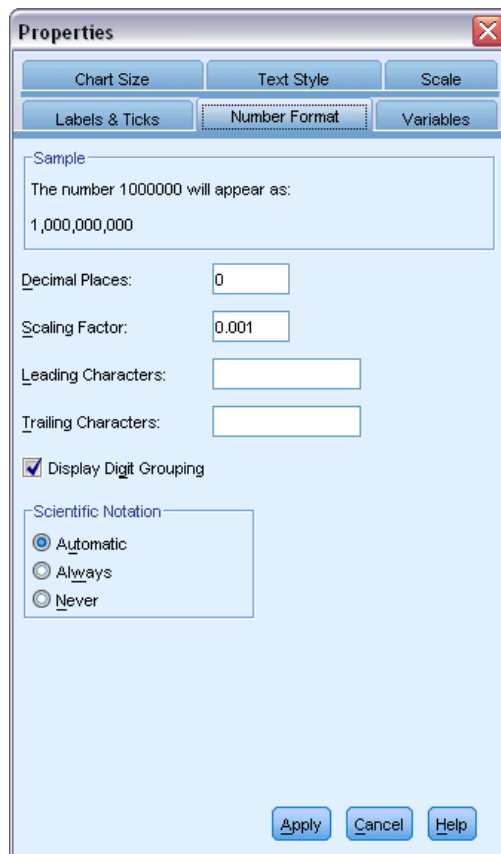 Properties
Chart Size Text Style Scale
Labels & Ticks Number Format Variables
Sample
The number 1000000 will appear as:
1,000,000,000
Decimal Places: 0
Scaling Factor: 0.001
Leading Characters:
Trailing Characters:
Display Digit Grouping
Scientific Notation
Automatic
Always
Never
Apply Cancel Help